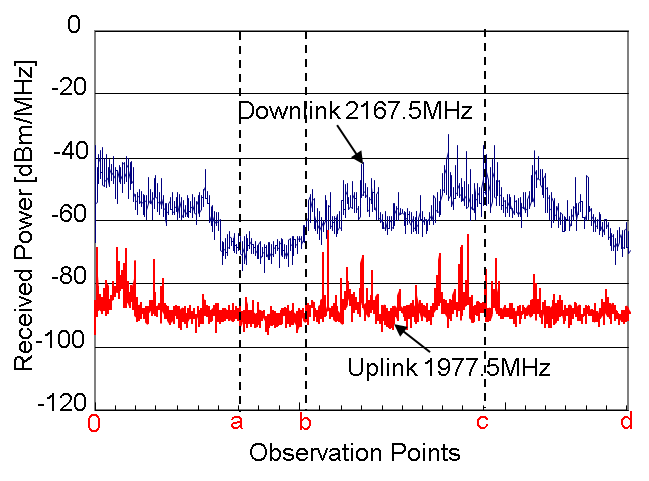 0
-20
-40
-60
-80
-100
-120
Received Power [dBm/MHz]
Downlink 2167.5MHz
Uplink 1977.5MHz
0 a b c d
Observation Points